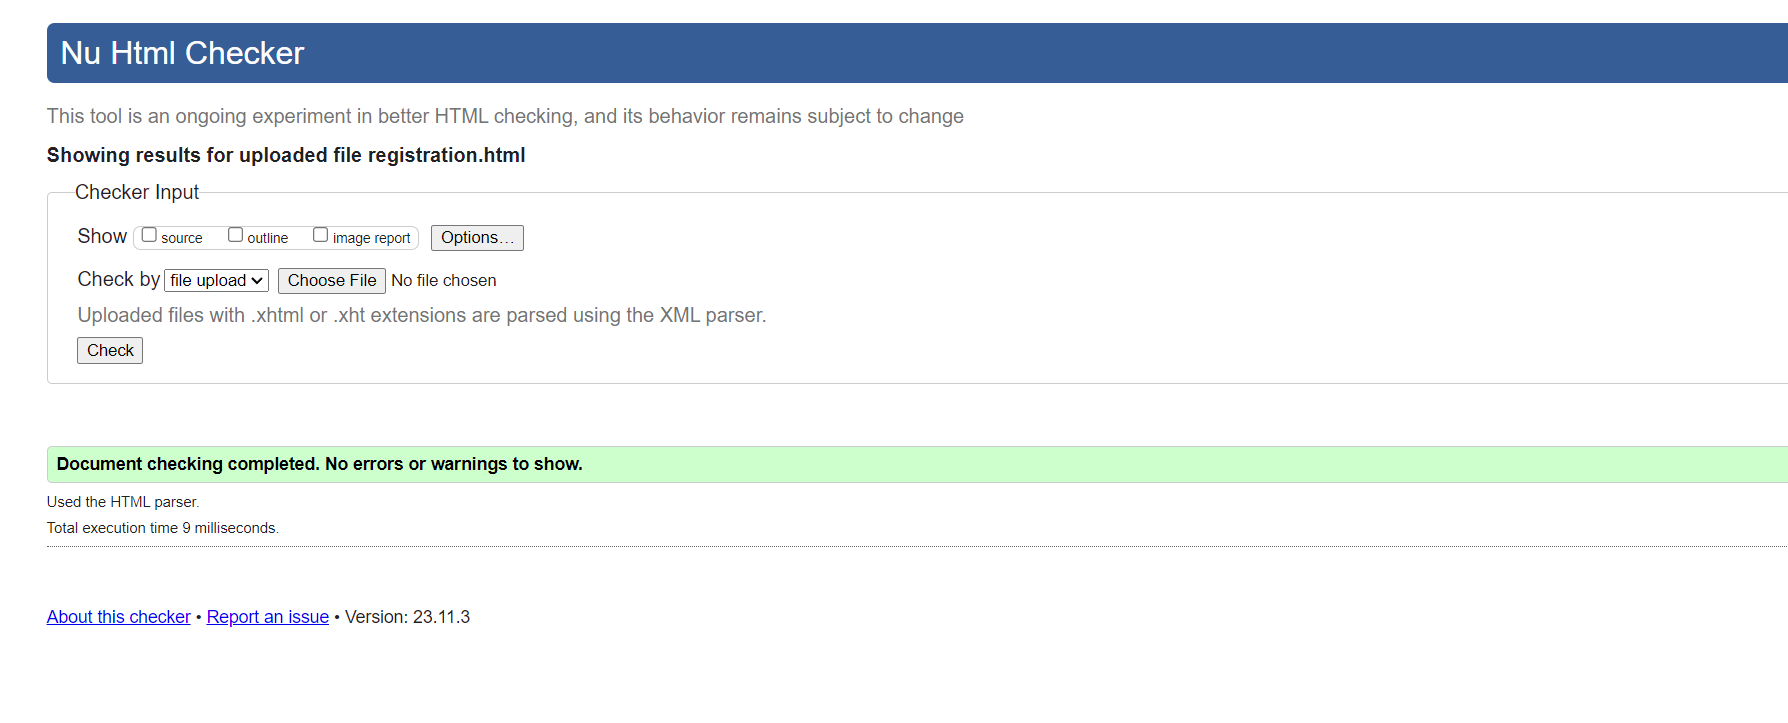 Nu Html Checker
This tool is an ongoing experiment in better HTML checking, and its behavior remains subject to change
Showing results for uploaded file registration.html
Checker Input
Show source outline image report Options...
Check by file upload Choose File No file chosen
Uploaded files with .xhtml or .xht extensions are parsed using the XML parser.
Check
Document checking completed. No errors or warnings to show.
Used the HTML parser.
Total execution time 9 milliseconds.
About this checker • Report an issue • Version: 23.11.3